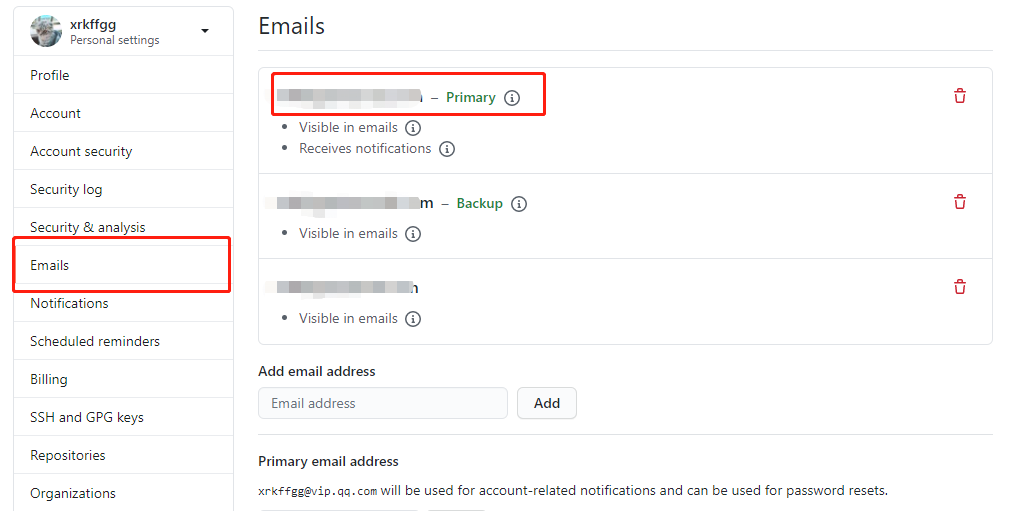 xrkffgg
Personal settings
Profile
Account
Account security
Security log
Security & analysis
Emails
Notifications
Scheduled reminders
Billing
SSH and GPG keys
Repositories
Organizations
Emails
– Primary
Visible in emails
Receives notifications
m – Backup
Visible in emails
Visible in emails
Add email address
Email address Add
Primary email address
xrkffgg@vip.qq.com will be used for account-related notifications and can be used for password resets.